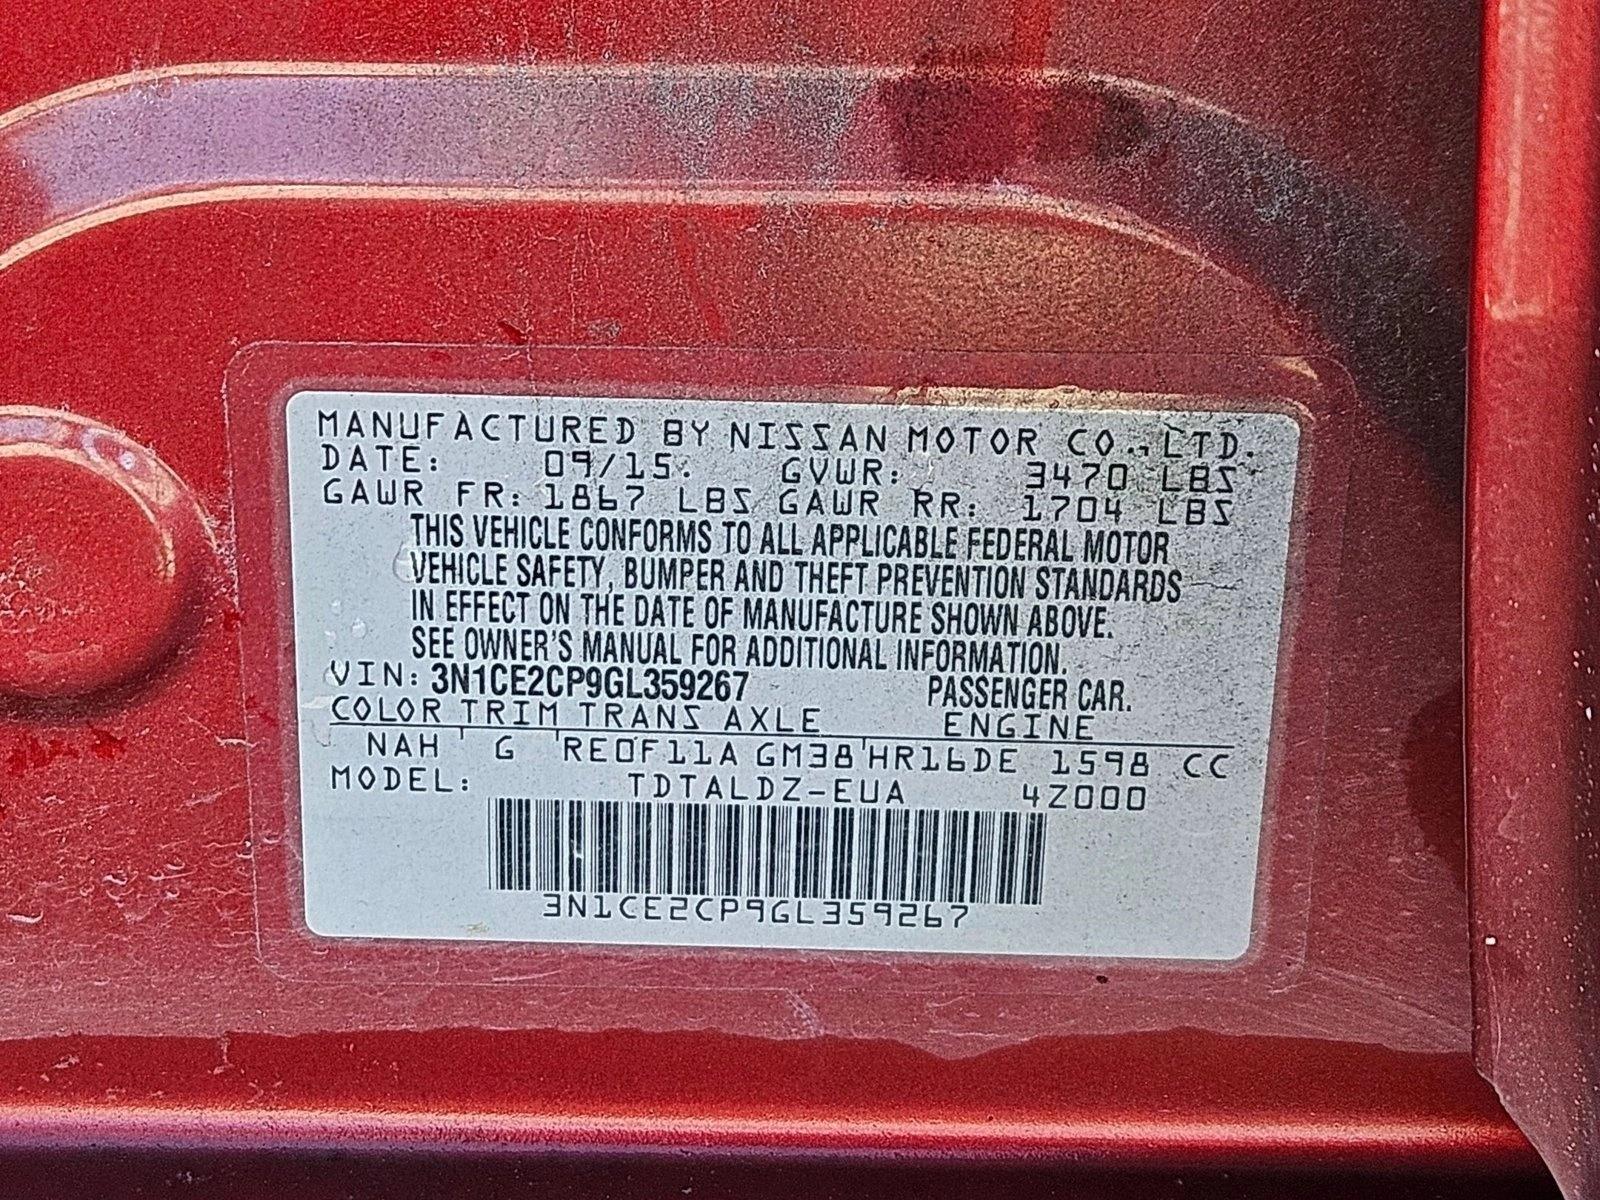 MANUFACTURED BY NISSAN MOTOR CO., LTD.
DATE: 09/15. GVWR: 3470 LBS
GAWR FR: 1867 LBS GAWR RR: 1704 LBS
THIS VEHICLE CONFORMS TO ALL APPLICABLE FEDERAL MOTOR
VEHICLE SAFETY, BUMPER AND THEFT PREVENTION STANDARDS
IN EFFECT ON THE DATE OF MANUFACTURE SHOWN ABOVE.
SEE OWNER'S MANUAL FOR ADDITIONAL INFORMATION.
VIN: 3N1CE2CP9GL359267 PASSENGER CAR.
COLOR TRIM TRANS AXLE ENGINE
NAH G RE0F11A GM38 HR16DE 1598 CC
MODEL: TDTALDZ-EUA 4Z000
3N1CE2CP9GL359267